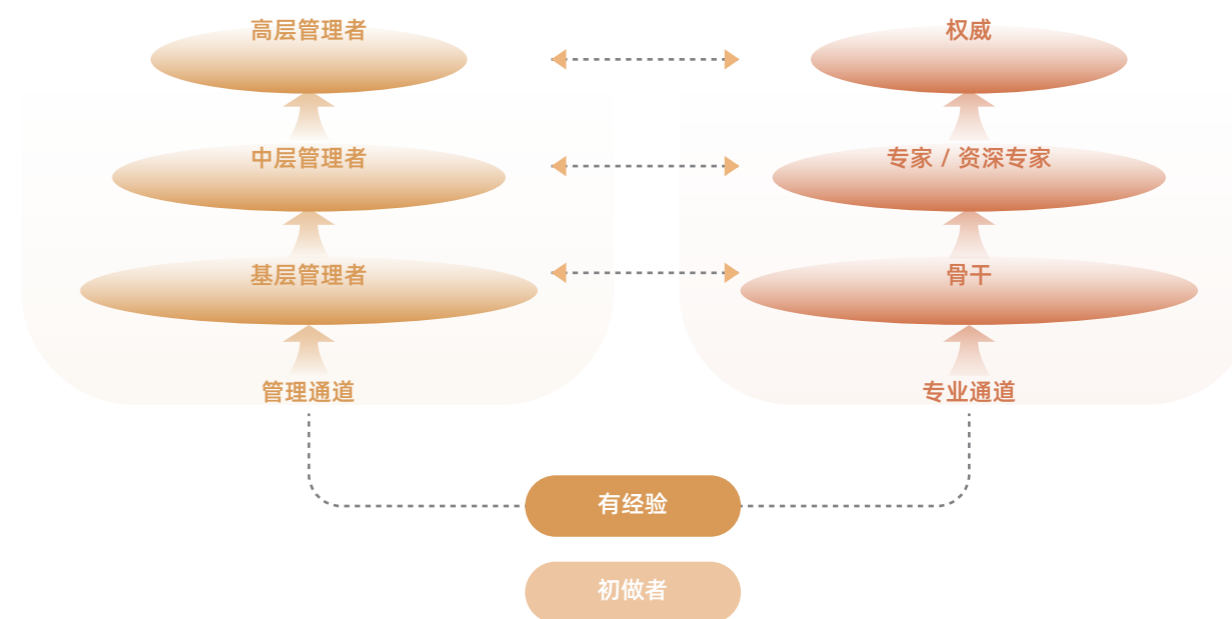 高层管理者
权威
中层管理者
专家 / 资深专家
基层管理者
骨干
管理通道
专业通道
有经验
初做者